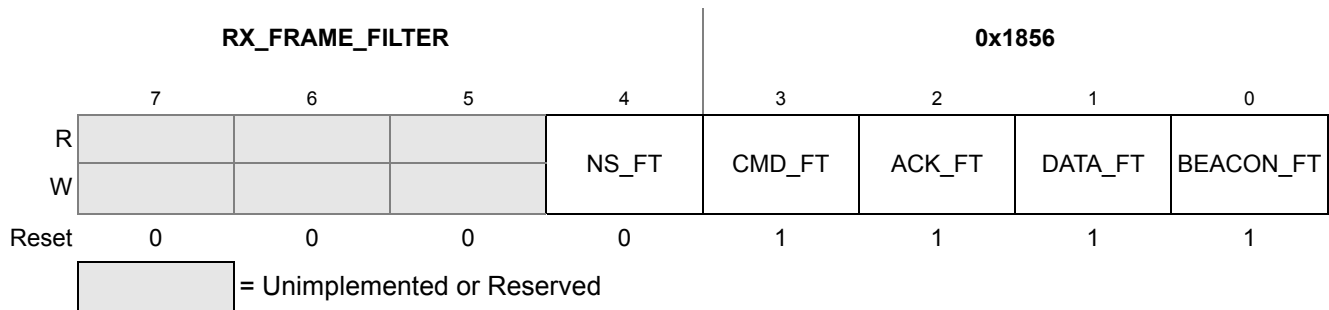 RX_FRAME_FILTER 0x1856
7 6 5 4 3 2 1 0
R
NS_FT CMD_FT ACK_FT DATA_FT BEACON_FT
W
Reset 0 0 0 0 1 1 1 1
= Unimplemented or Reserved